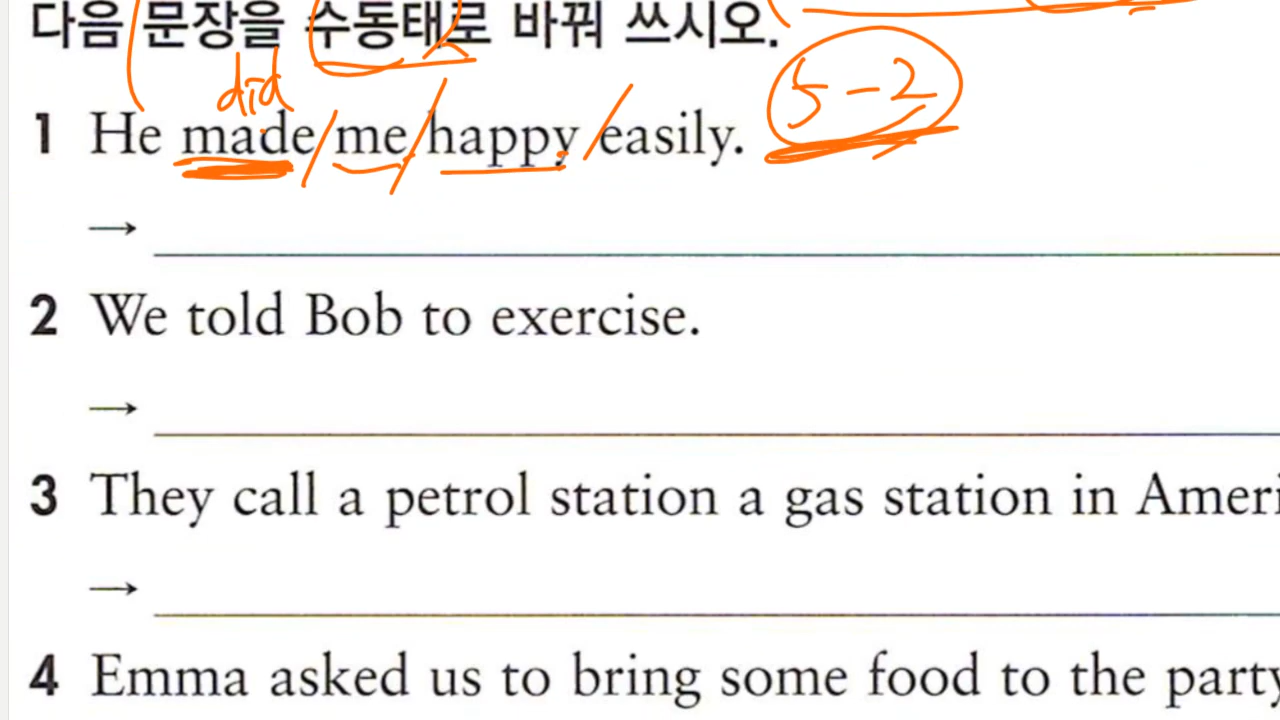 다음 문장을 수동태로 바꿔 쓰시오.
did
1 He made/me/happy/easily. 5-2
→
2 We told Bob to exercise.
→
3 They call a petrol station a gas station in Ameri
→
4 Emma asked us to bring some food to the party